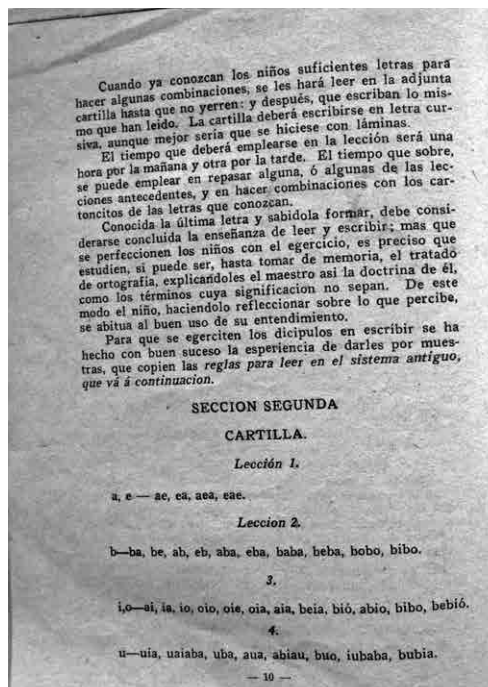 Cuando ya conozcan los niños suficientes letras para
hacer algunas combinaciones, se les hará leer en la adjunta
cartilla hasta que no yerren: y después, que escriban lo mis-
mo que han leido. La cartilla deberá escribirse en letra cur-
siva, aunque mejor seria que se hiciese con láminas.
El tiempo que deberá emplearse en la lección será una
hora por la mañana y otra por la tarde. El tiempo que sobre,
se puede emplear en repasar alguna, ó algunas de las lec-
ciones antecedentes, y en hacer combinaciones con los car-
toncitos de las letras que conozcan.
Conocida la última letra y sabidola formar, debe consi-
derarse concluida la enseñanza de leer y escribir; mas que
se perfeccionen los niños con el egercicio, es preciso que
estudien, si puede ser, hasta tomar de memoria, el tratado
de ortografía, explicandoles el maestro asi la doctrina de él,
como los términos cuya significacion no sepan. De este
modo el niño, haciendolo refleccionar sobre lo que percibe,
se abitua al buen uso de su entendimiento.
Para que se egerciten los dicipulos en escribir se ha
hecho con buen suceso la esperiencia de darles por mues-
tras, que copien las reglas para leer en el sistema antiguo,
que vá á continuacion.
SECCION SEGUNDA
CARTILLA.
Lección 1.
a, e — ae, ea, aea, eae.
Leccion 2.
b—ba, be, ab, eb, aba, eba, baba, beba, bobo, bibo.
3.
i,o—ai, ia, io, oio, oie, oia, aia, beia, bió, abio, bibo, bebió.
4.
u—uia, uaiaba, uba, aua, abiau, buo, iubaba, bubia.
— 10 —